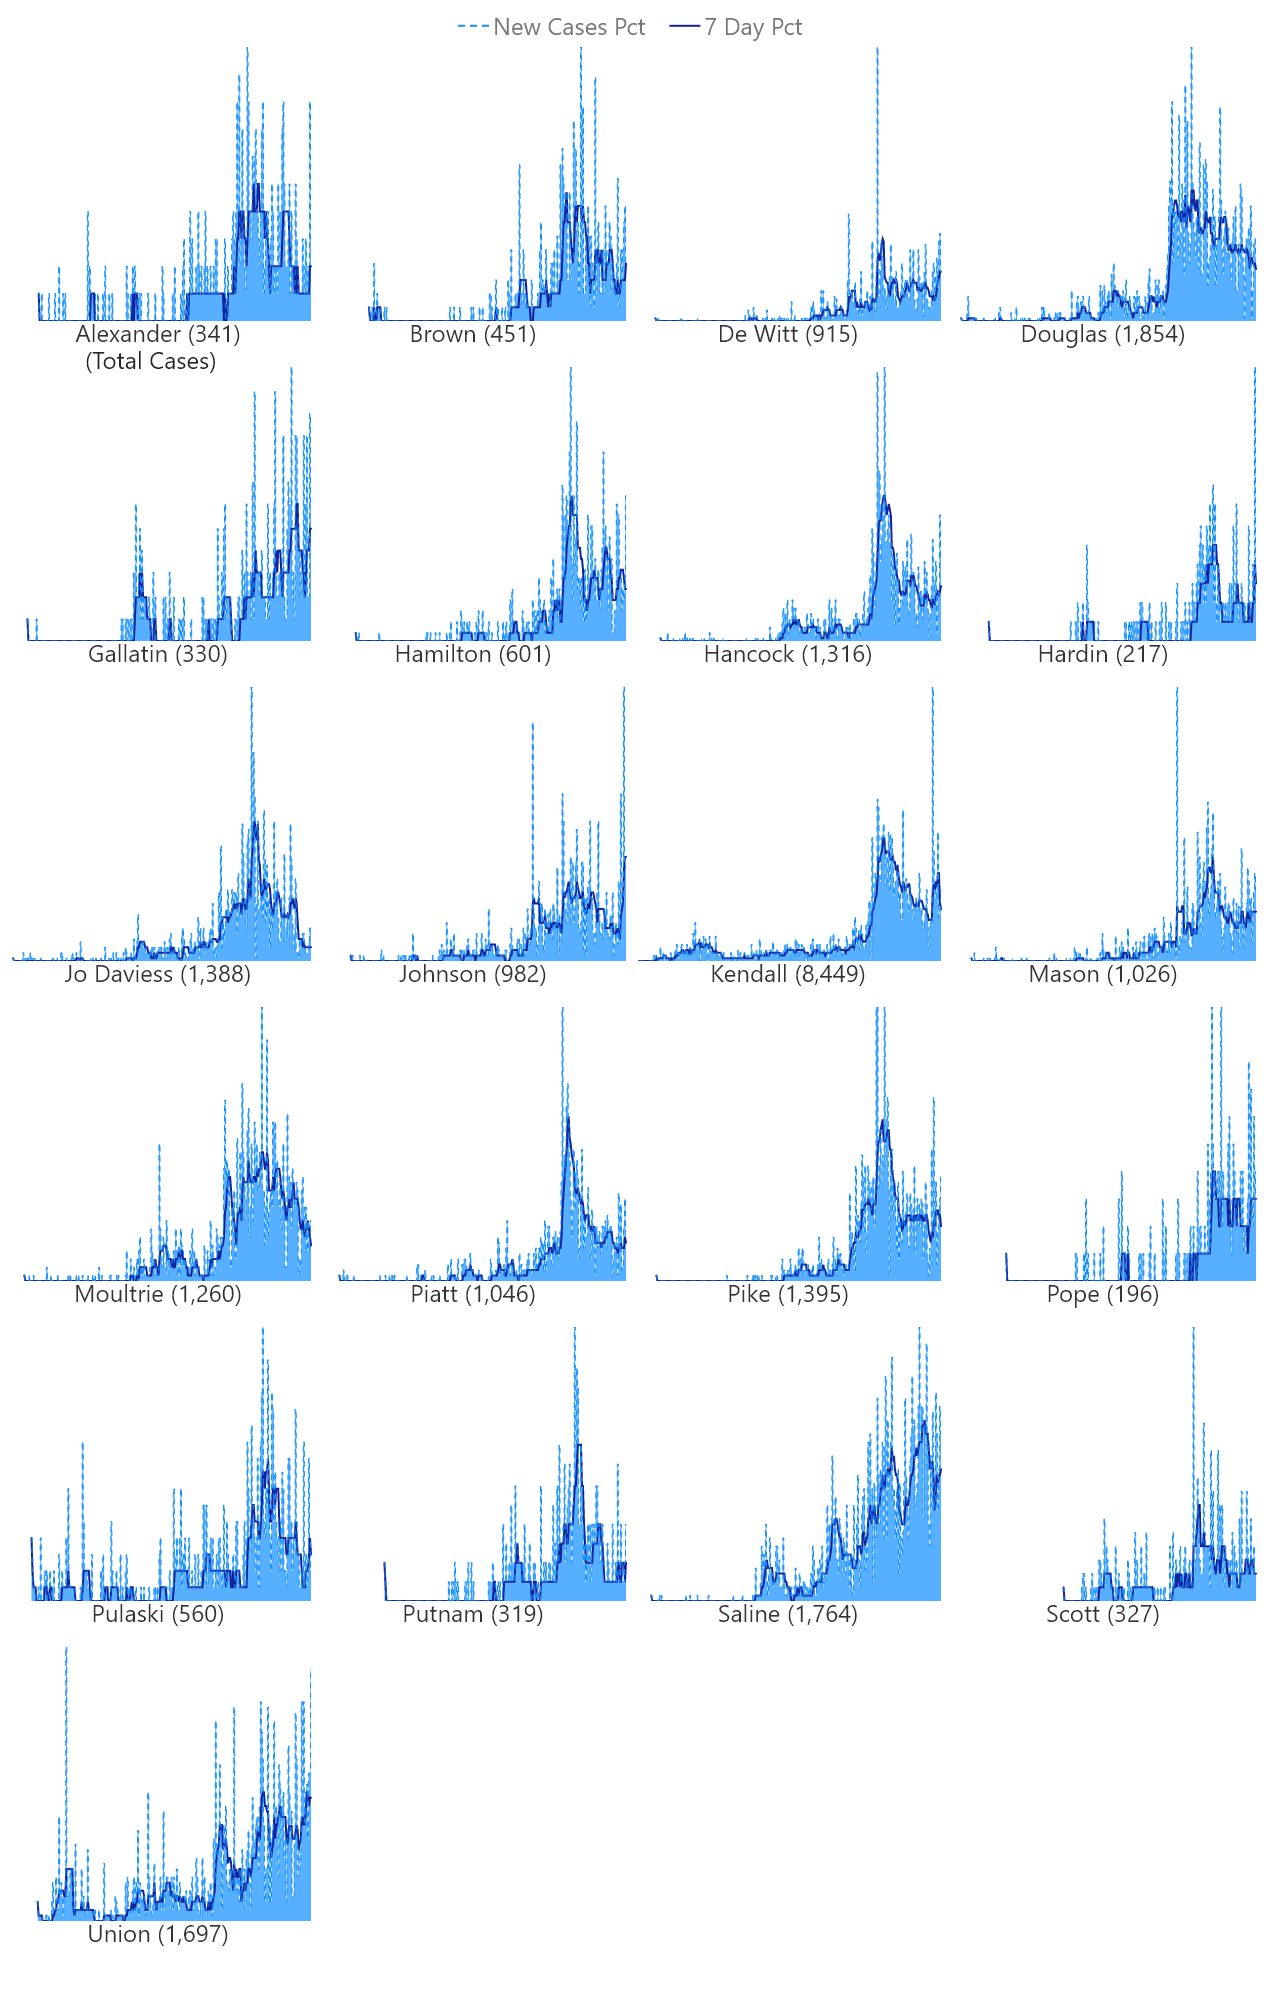 New Cases Pct 7 Day Pct
Alexander (341)
(Total Cases)
Brown (451)
De Witt (915)
Douglas (1,854)
Gallatin (330)
Hamilton (601)
Hancock (1,316)
Hardin (217)
Jo Daviess (1,388)
Johnson (982)
Kendall (8,449)
Mason (1,026)
Moultrie (1,260)
Piatt (1,046)
Pike (1,395)
Pope (196)
Pulaski (560)
Putnam (319)
Saline (1,764)
Scott (327)
Union (1,697)